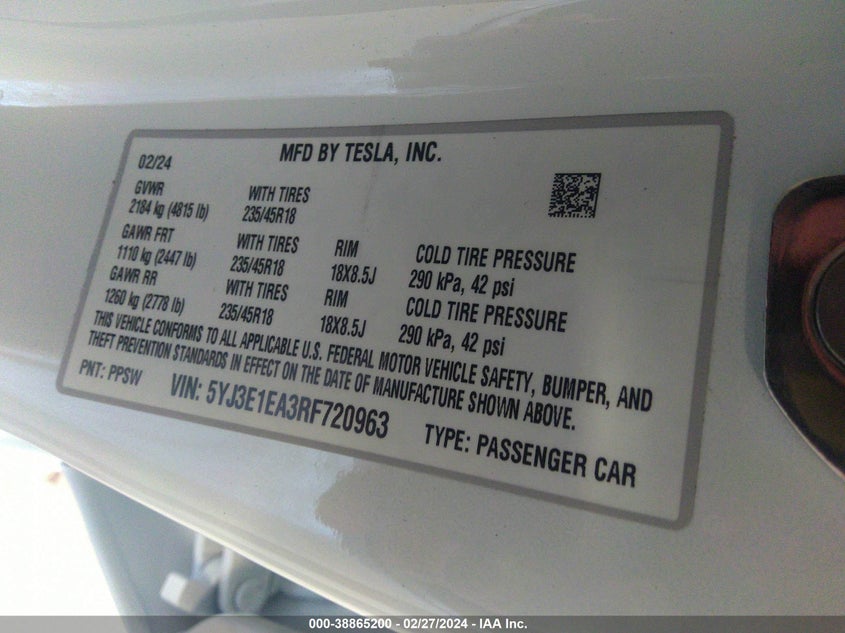 02/24
MFD BY TESLA, INC.
GVWR
2184 kg (4815 lb)
WITH TIRES
235/45R18
GAWR FRT
1110 kg (2447 lb)
WITH TIRES
235/45R18
RIM
18X8.5J
COLD TIRE PRESSURE
290 kPa, 42 psi
GAWR RR
1260 kg (2778 lb)
WITH TIRES
235/45R18
RIM
18X8.5J
COLD TIRE PRESSURE
290 kPa, 42 psi
THIS VEHICLE CONFORMS TO ALL APPLICABLE U.S. FEDERAL MOTOR VEHICLE SAFETY, BUMPER, AND
THEFT PREVENTION STANDARDS IN EFFECT ON THE DATE OF MANUFACTURE SHOWN ABOVE.
PNT: PPSW
VIN: 5YJ3E1EA3RF720963
TYPE: PASSENGER CAR
000-38865200 - 02/27/2024 - IAA Inc.